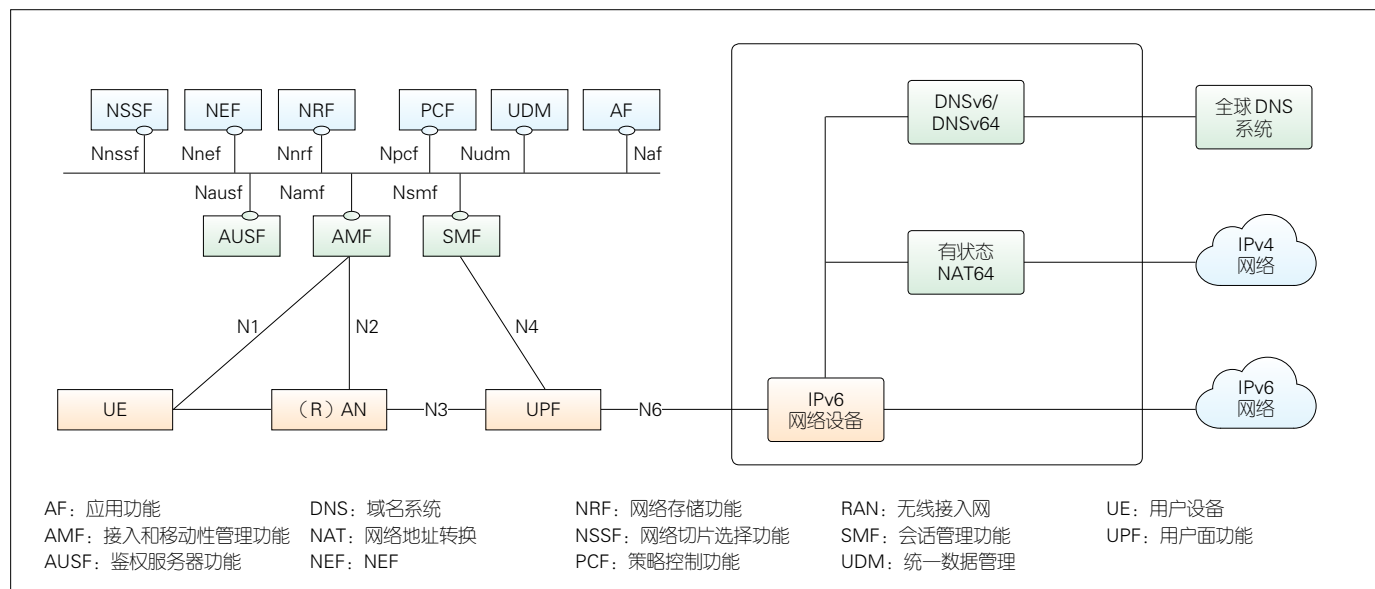 NSSF
NEF
NRF
PCF
UDM
AF
Nnssf
Nnef
Nnrf
Npcf
Nudm
Naf
Nausf
Namf
Nsmf
AUSF
AMF
SMF
N1
N2
N4
UE
（R）AN
N3
UPF
N6
DNSv6/
DNSv64
全球 DNS
系统
有状态
NAT64
IPv4
网络
IPv6
网络设备
IPv6
网络
AF：应用功能
AMF：接入和移动性管理功能
AUSF：鉴权服务器功能
DNS：域名系统
NAT：网络地址转换
NEF：NEF
NRF：网络存储功能
NSSF：网络切片选择功能
PCF：策略控制功能
RAN：无线接入网
SMF：会话管理功能
UDM：统一数据管理
UE：用户设备
UPF：用户面功能